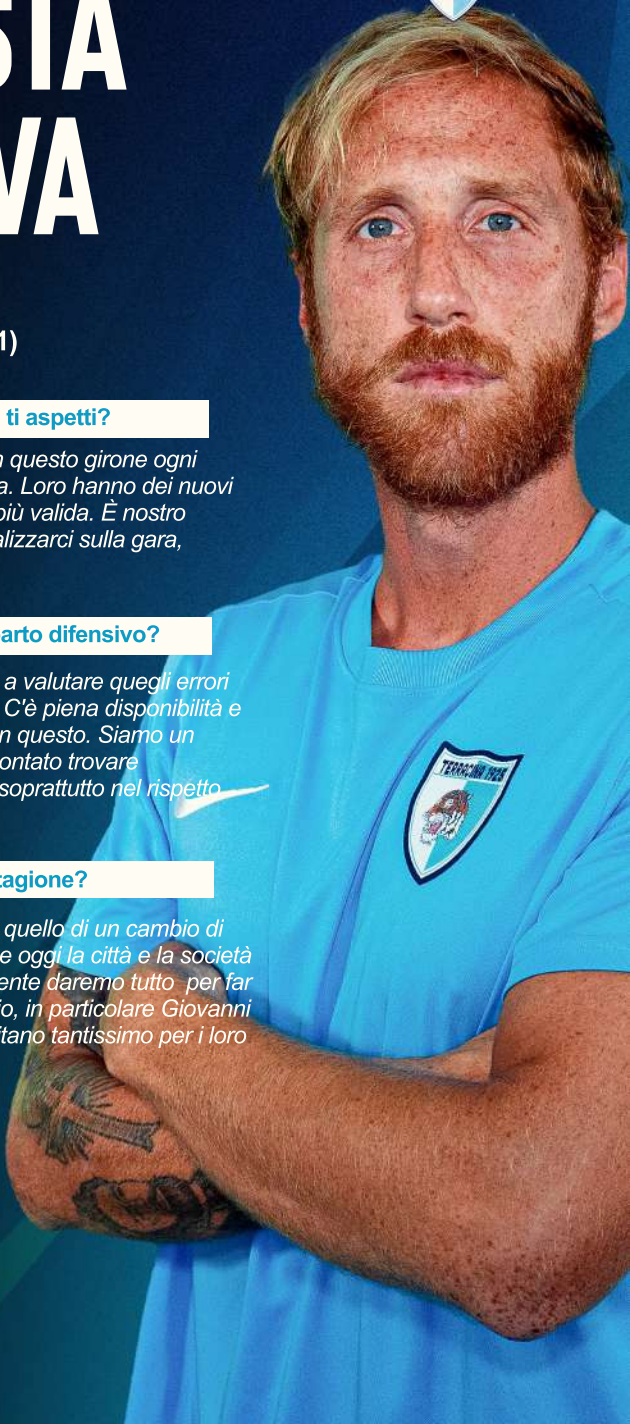 STA
VA
1)
ti aspetti?
questo girone ogni
a. Loro hanno dei nuovi
più valida. È nostro
alizzarci sulla gara,
arto difensivo?
a valutare quegli errori
C'è piena disponibilità e
n questo. Siamo un
ontato trovare
soprattutto nel rispetto
tagione?
quello di un cambio di
e oggi la città e la società
ente daremo tutto per far
o, in particolare Giovanni
itano tantissimo per i loro
TERRACINA 1925